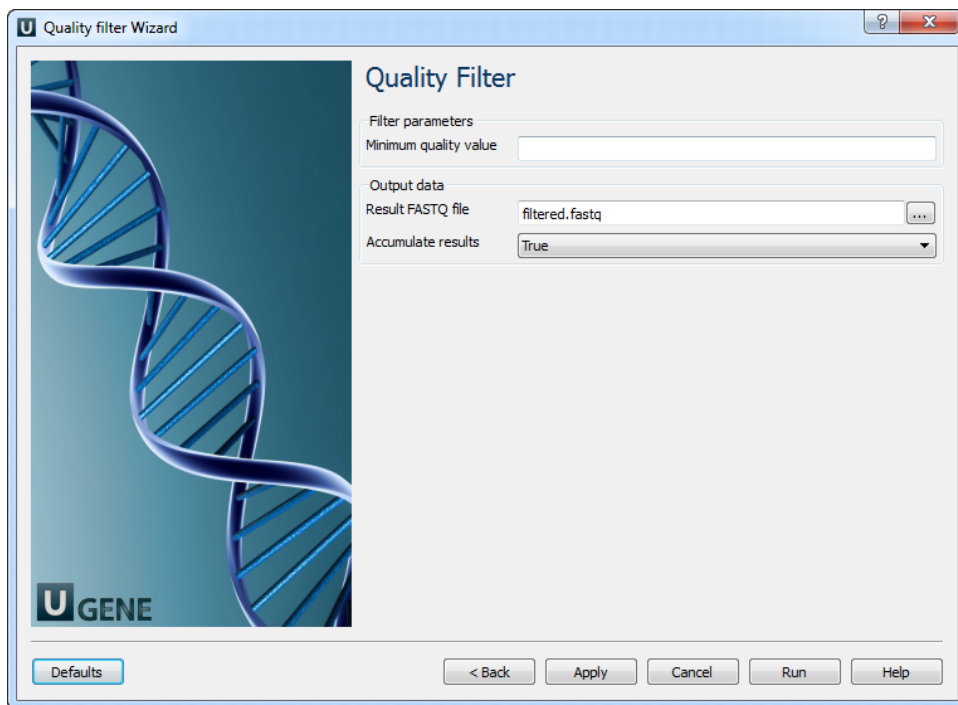 U Quality filter Wizard
?
X
Quality Filter
Filter parameters
Minimum quality value
Output data
Result FASTQ file filtered.fastq ...
Accumulate results True
U GENE
Defaults < Back Apply Cancel Run Help